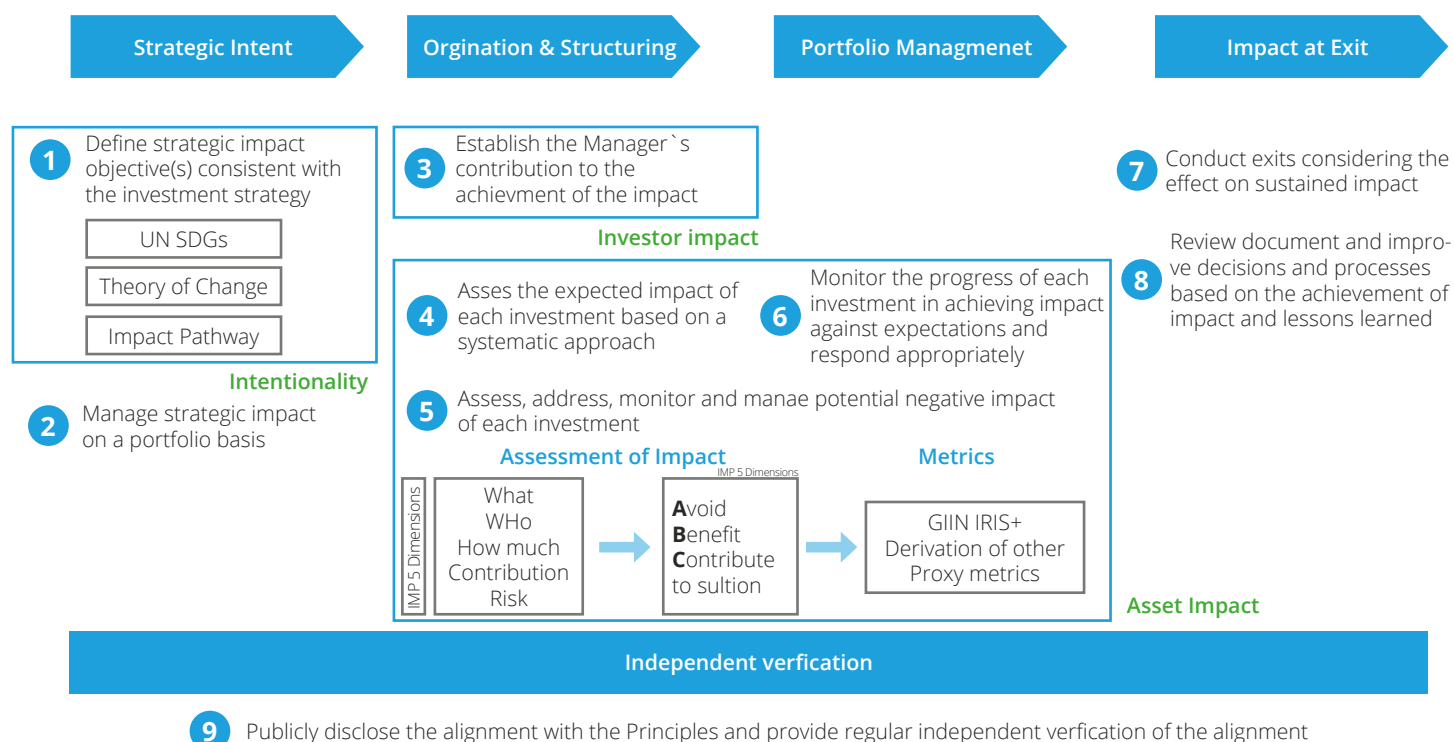 Strategic Intent
Orgination & Structuring
Portfolio Managmenet
Impact at Exit
1
Define strategic impact
objective(s) consistent with
the investment strategy
UN SDGs
Theory of Change
Impact Pathway
Intentionality
2
Manage strategic impact
on a portfolio basis
3
Establish the Manager`s
contribution to the
achievment of the impact
Investor impact
4
Asses the expected impact of
each investment based on a
systematic approach
6
Monitor the progress of each
investment in achieving impact
against expectations and
respond appropriately
5
Assess, address, monitor and manae potential negative impact
of each investment
Assessment of Impact
Metrics
IMP 5 Dimensions
What
WHo
How much
Contribution
Risk
IMP 5 Dimensions
Avoid
Benefit
Contribute
to sultion
GIIN IRIS+
Derivation of other
Proxy metrics
Asset Impact
7
Conduct exits considering the
effect on sustained impact
8
Review document and impro-
ve decisions and processes
based on the achievement of
impact and lessons learned
Independent verfication
9
Publicly disclose the alignment with the Principles and provide regular independent verfication of the alignment